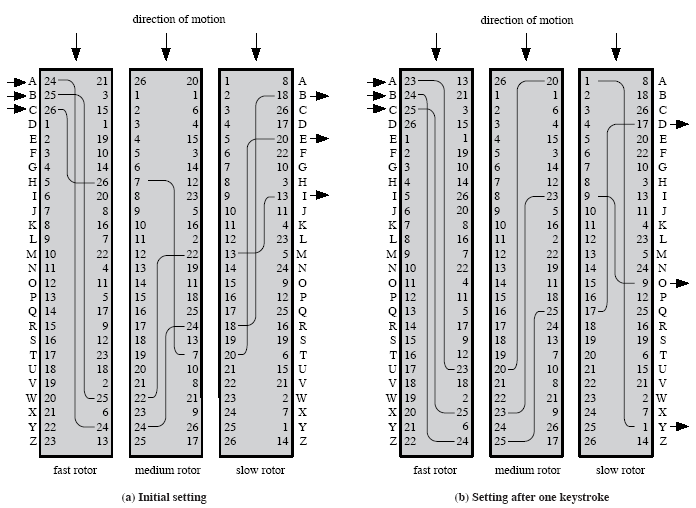 direction of motion direction of motion
A 24 21 26 20 1 8 A A 23 13 26 20 1 8 A
B 25 3 1 1 2 18 B B 24 21 1 1 2 18 B
C 26 15 2 6 3 26 C C 25 3 2 6 3 26 C
D 1 1 3 4 4 17 D D 26 15 3 4 4 17 D
E 2 19 4 15 5 20 E E 1 1 4 15 5 20 E
F 3 10 5 3 6 22 F F 2 19 5 3 6 22 F
G 4 14 6 14 7 10 G G 3 10 6 14 7 10 G
H 5 26 7 12 8 3 H H 4 14 7 12 8 3 H
I 6 20 8 23 9 13 I I 5 26 8 23 9 13 I
J 7 8 9 5 10 11 J J 6 20 9 5 10 11 J
K 8 16 10 16 11 4 K K 7 8 10 16 11 4 K
L 9 7 11 2 12 23 L L 8 16 11 2 12 23 L
M 10 22 12 22 13 5 M M 9 7 12 22 13 5 M
N 11 4 13 19 14 24 N N 10 22 13 19 14 24 N
O 12 11 14 11 15 9 O O 11 4 14 11 15 9 O
P 13 5 15 18 16 12 P P 12 11 15 18 16 12 P
Q 14 17 16 25 17 25 Q Q 13 5 16 25 17 25 Q
R 15 9 17 24 18 16 R R 14 17 17 24 18 16 R
S 16 12 18 13 19 19 S S 15 9 18 13 19 19 S
T 17 23 19 7 20 6 T T 16 12 19 7 20 6 T
U 18 18 20 10 21 15 U U 17 23 20 10 21 15 U
V 19 2 21 8 22 21 V V 18 18 21 8 22 21 V
W 20 25 22 21 23 2 W W 19 2 22 21 23 2 W
X 21 6 23 9 24 7 X X 20 25 23 9 24 7 X
Y 22 24 24 26 25 1 Y Y 21 6 24 26 25 1 Y
Z 23 13 25 17 26 14 Z Z 22 24 25 17 26 14 Z
fast rotor medium rotor slow rotor fast rotor medium rotor slow rotor
(a) Initial setting (b) Setting after one keystroke